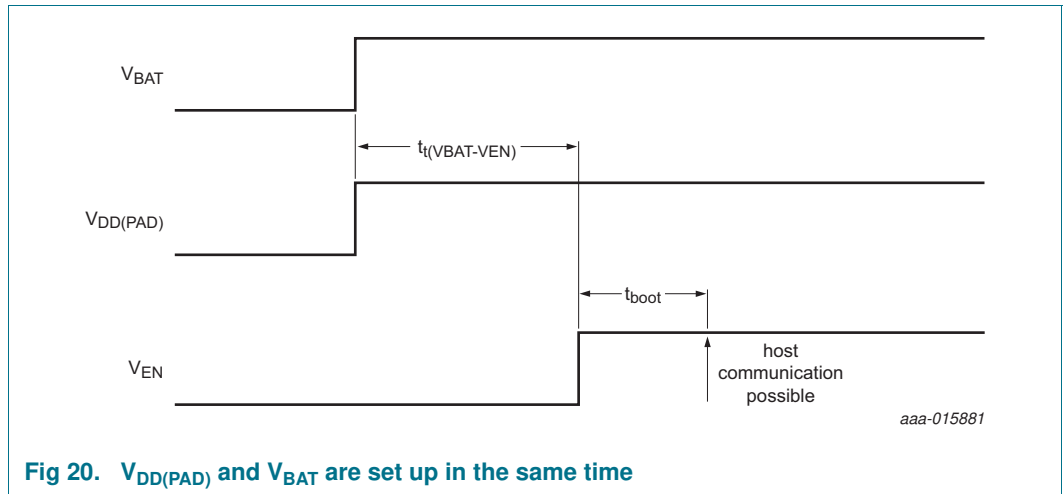 VBAT
tt(VBAT-VEN)
VDD(PAD)
tboot
VEN
host
communication
possible
aaa-015881
Fig 20. VDD(PAD) and VBAT are set up in the same time